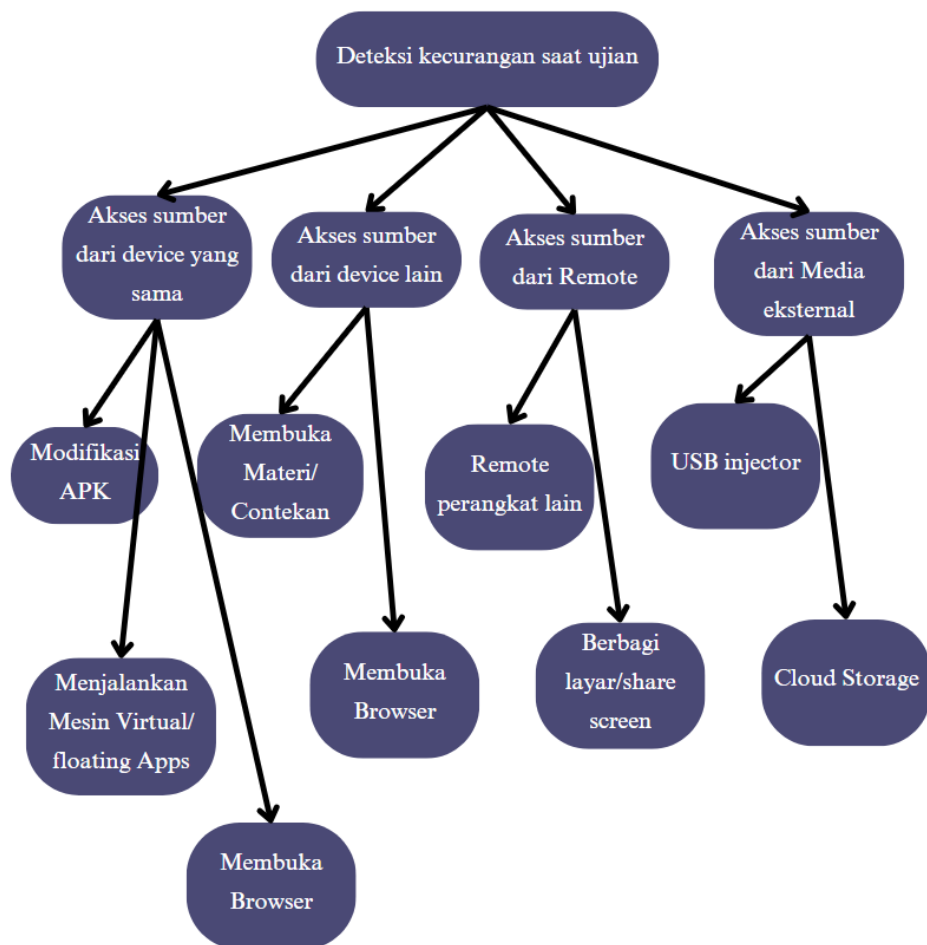 Deteksi kecurangan saat ujian
Akses sumber
dari device yang
sama
Akses sumber
dari device lain
Akses sumber
dari Remote
Akses sumber
dari Media
eksternal
Modifikasi
APK
Membuka
Materi/
Contekan
Remote
perangkat lain
USB injector
Menjalankan
Mesin Virtual/
floating Apps
Membuka
Browser
Berbagi
layar/share
screen
Cloud Storage
Membuka
Browser